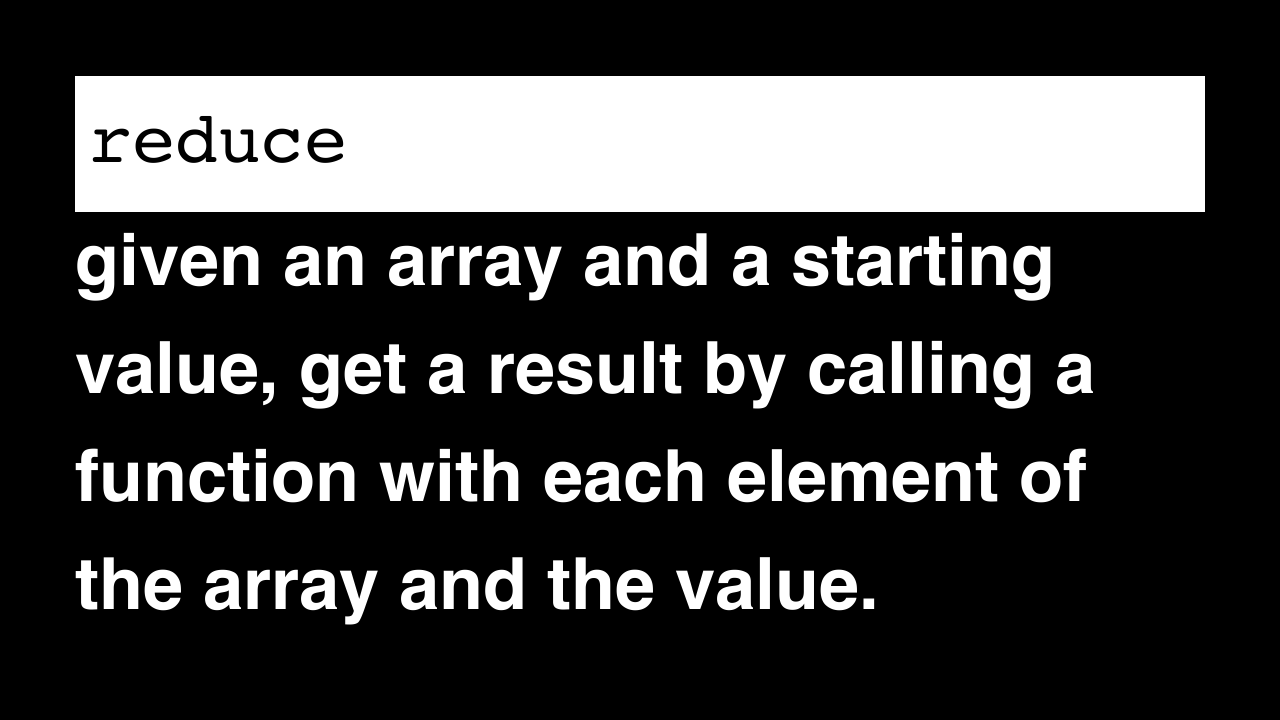 reduce
given an array and a starting
value, get a result by calling a
function with each element of
the array and the value.